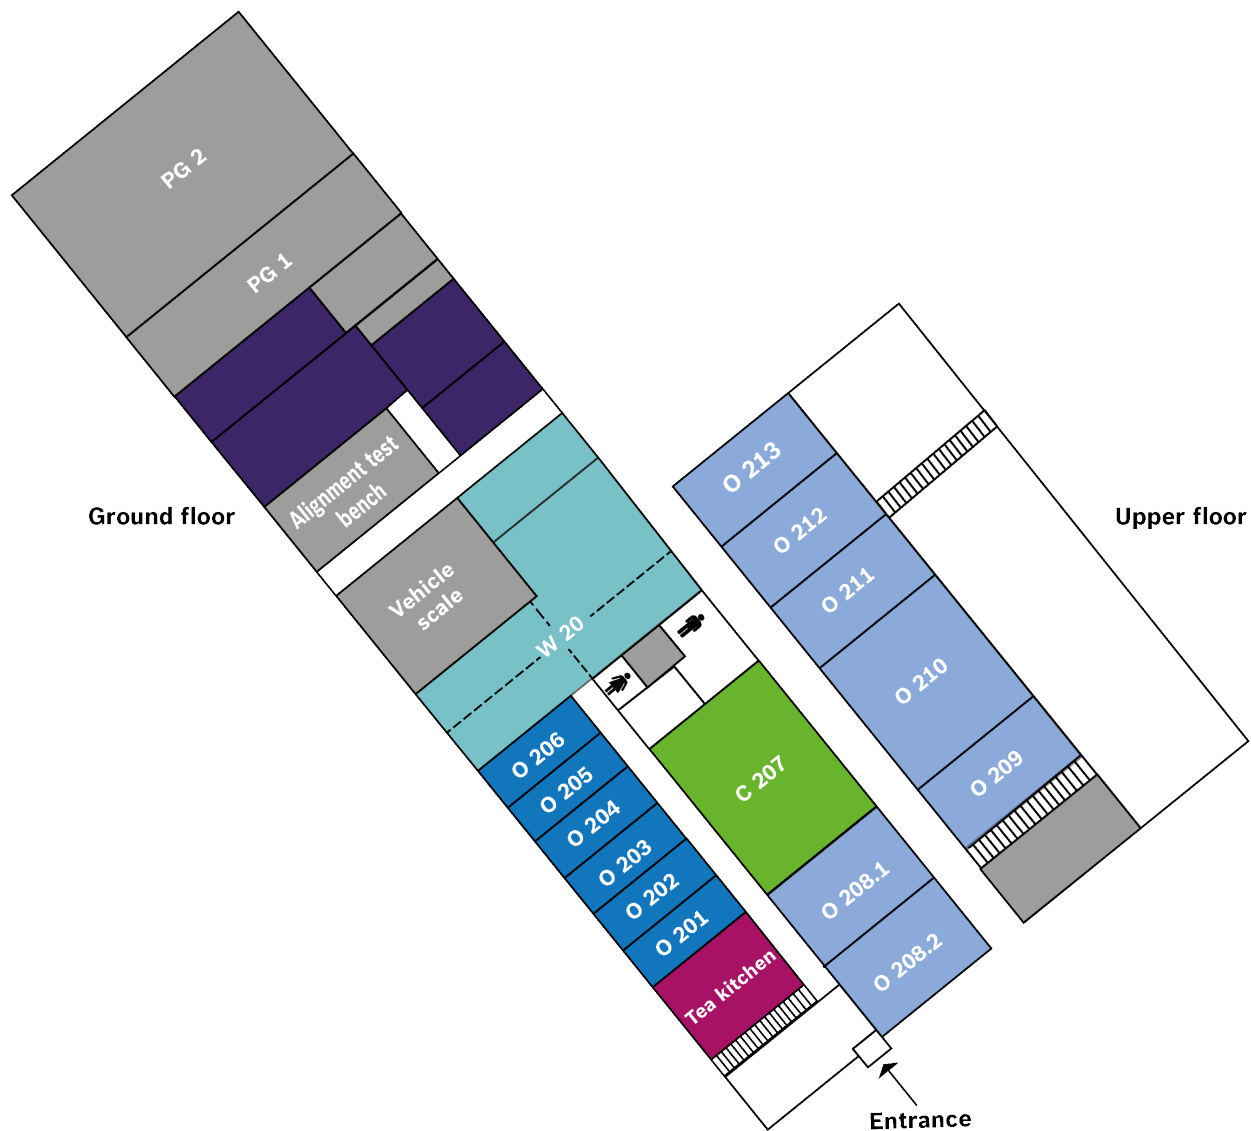 PG 2
PG 1
Alignment test
bench
Ground floor
Vehicle
scale
W 20
O 206
O 205
O 204
O 203
O 202
O 201
Tea kitchen
C 207
O 208.1
O 208.2
Entrance
O 213
O 212
O 211
O 210
O 209
Upper floor